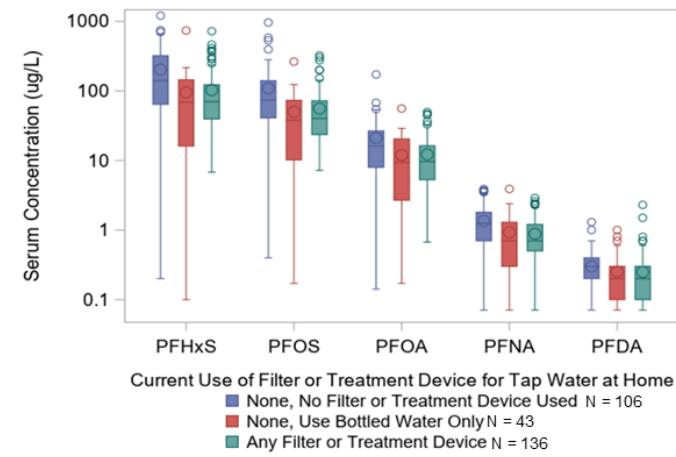 Serum Concentration (ug/L)
1000
100
10
1
0.1
PFHxS PFOS PFOA PFNA PFDA
Current Use of Filter or Treatment Device for Tap Water at Home
None, No Filter or Treatment Device Used N = 106
None, Use Bottled Water Only N = 43
Any Filter or Treatment Device N = 136